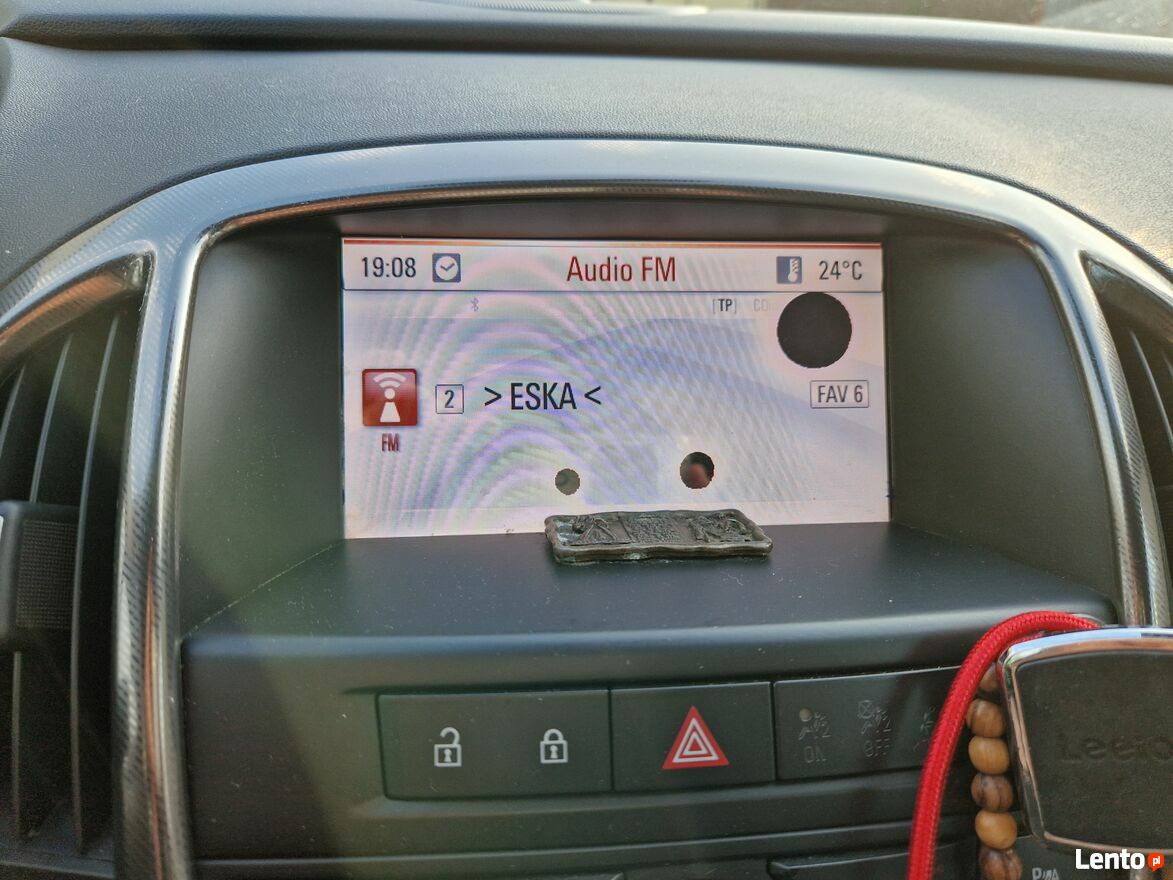 19:08 Audio FM 24°C
[TP]
2 >ESKA< FAV 6
FM
ON OFF
Lento.pl